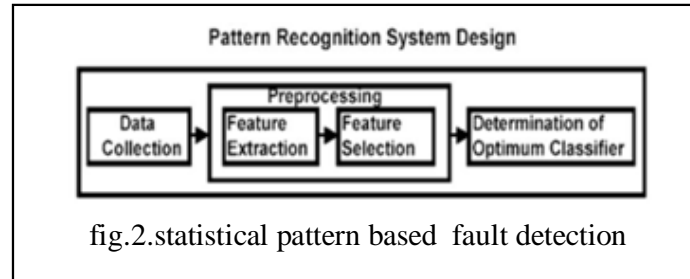 Pattern Recognition System Design
Preprocessing
Data
Collection
Feature
Extraction
Feature
Selection
Determination of
Optimum Classifier
fig.2.statistical pattern based fault detection